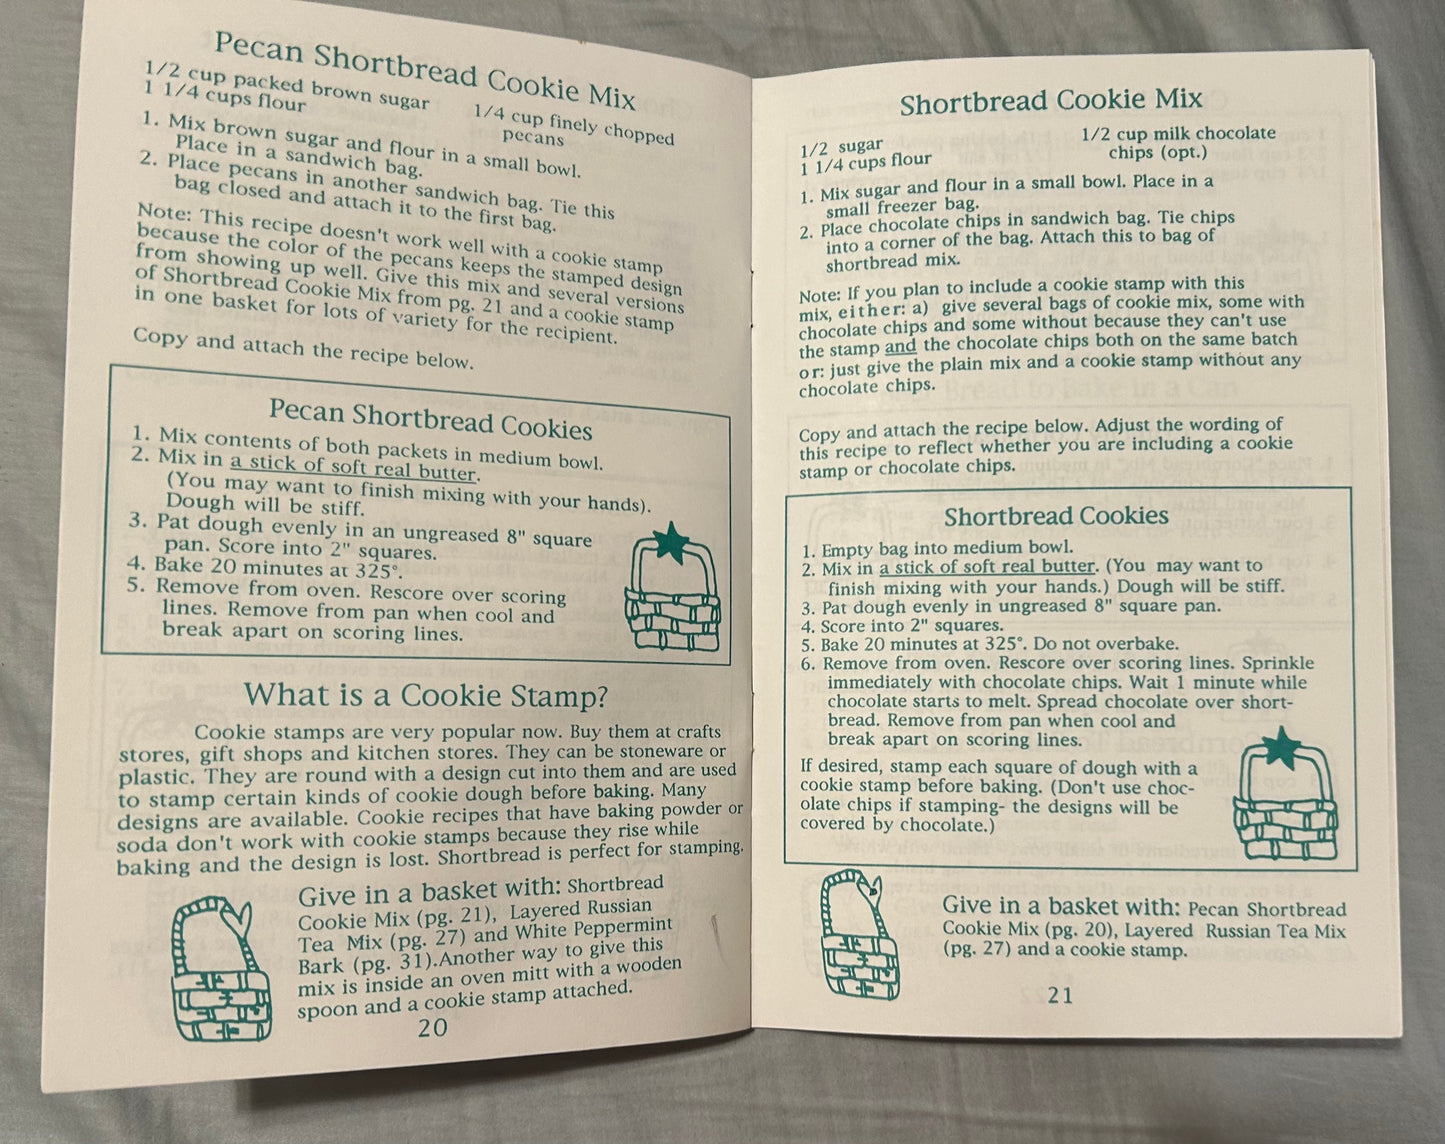 Pecan Shortbread Cookie Mix
1/2 cup packed brown sugar
1 1/4 cups flour
1/4 cup finely chopped
pecans
1. Mix brown sugar and flour in a small bowl.
Place in a sandwich bag.
2. Place pecans in another sandwich bag. Tie this
bag closed and attach it to the first bag.
Note: This recipe doesn't work well with a cookie stamp
because the color of the pecans keeps the stamped design
from showing up well. Give this mix and several versions
of Shortbread Cookie Mix from pg. 21 and a cookie stamp
in one basket for lots of variety for the recipient.
Copy and attach the recipe below.
Pecan Shortbread Cookies
1. Mix contents of both packets in medium bowl.
2. Mix in a stick of soft real butter.
(You may want to finish mixing with your hands).
Dough will be stiff.
3. Pat dough evenly in an ungreased 8" square
pan. Score into 2" squares.
4. Bake 20 minutes at 325°.
5. Remove from oven. Rescore over scoring
lines. Remove from pan when cool and
break apart on scoring lines.
What is a Cookie Stamp?
Cookie stamps are very popular now. Buy them at crafts
stores, gift shops and kitchen stores. They can be stoneware or
plastic. They are round with a design cut into them and are used
to stamp certain kinds of cookie dough before baking. Many
designs are available. Cookie recipes that have baking powder or
soda don't work with cookie stamps because they rise while
baking and the design is lost. Shortbread is perfect for stamping.
Give in a basket with: Shortbread
Cookie Mix (pg. 21), Layered Russian
Tea Mix (pg. 27) and White Peppermint
Bark (pg. 31).Another way to give this
mix is inside an oven mitt with a wooden
spoon and a cookie stamp attached.
20
Shortbread Cookie Mix
1/2 sugar
1 1/4 cups flour
1/2 cup milk chocolate
chips (opt.)
1. Mix sugar and flour in a small bowl. Place in a
small freezer bag.
2. Place chocolate chips in sandwich bag. Tie chips
into a corner of the bag. Attach this to bag of
shortbread mix.
Note: If you plan to include a cookie stamp with this
mix, either: a) give several bags of cookie mix, some with
chocolate chips and some without because they can't use
the stamp and the chocolate chips both on the same batch
or: just give the plain mix and a cookie stamp without any
chocolate chips.
Copy and attach the recipe below. Adjust the wording of
this recipe to reflect whether you are including a cookie
stamp or chocolate chips.
Shortbread Cookies
1. Empty bag into medium bowl.
2. Mix in a stick of soft real butter. (You may want to
finish mixing with your hands.) Dough will be stiff.
3. Pat dough evenly in ungreased 8" square pan.
4. Score into 2" squares.
5. Bake 20 minutes at 325°. Do not overbake.
6. Remove from oven. Rescore over scoring lines. Sprinkle
immediately with chocolate chips. Wait 1 minute while
chocolate starts to melt. Spread chocolate over short-
bread. Remove from pan when cool and
break apart on scoring lines.
If desired, stamp each square of dough with a
cookie stamp before baking. (Don't use choc-
olate chips if stamping- the designs will be
covered by chocolate.)
Give in a basket with: Pecan Shortbread
Cookie Mix (pg. 20), Layered Russian Tea Mix
(pg. 27) and a cookie stamp.
21